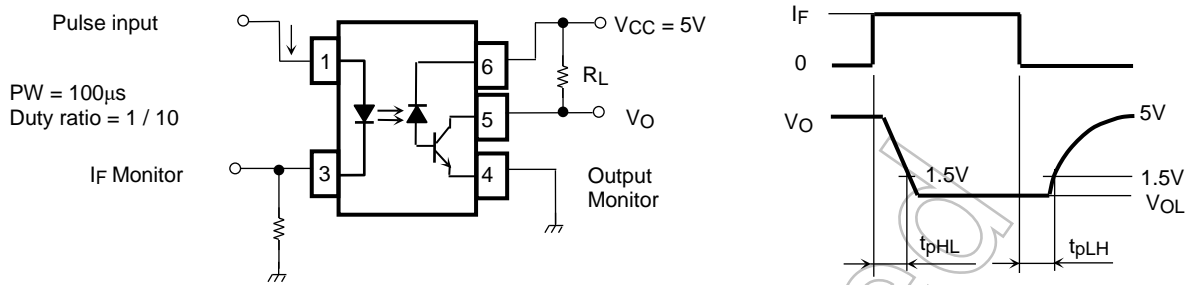 Pulse input
PW = 100μs
Duty ratio = 1 / 10
IF Monitor
1
3
6
5
4
VCC = 5V
RL
VO
Output
Monitor
IF
0
VO
5V
1.5V
1.5V
VOL
tpHL
tpLH